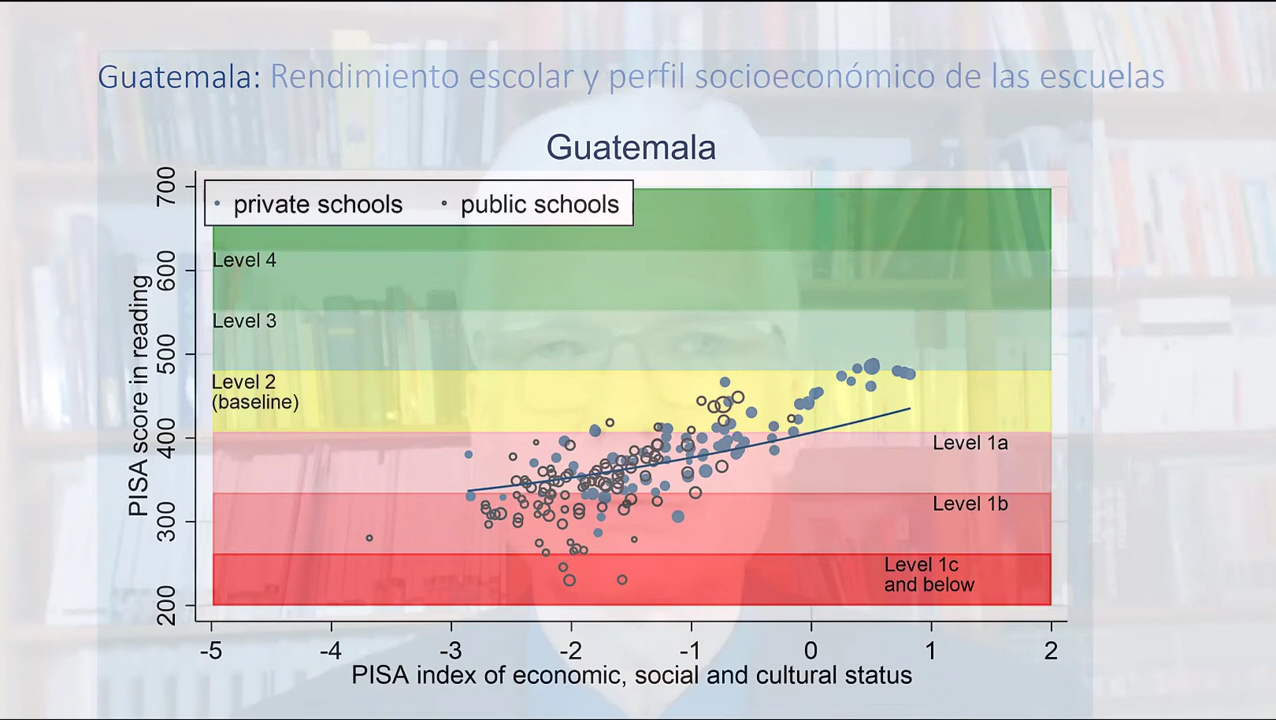 Guatemala: Rendimiento escolar y perfil socioeconómico de las escuelas
Guatemala
private schools public schools
700
600
500
400
300
200
PISA score in reading
Level 4
Level 3
Level 2
(baseline)
Level 1a
Level 1b
Level 1c
and below
-5 -4 -3 -2 -1 0 1 2
PISA index of economic, social and cultural status